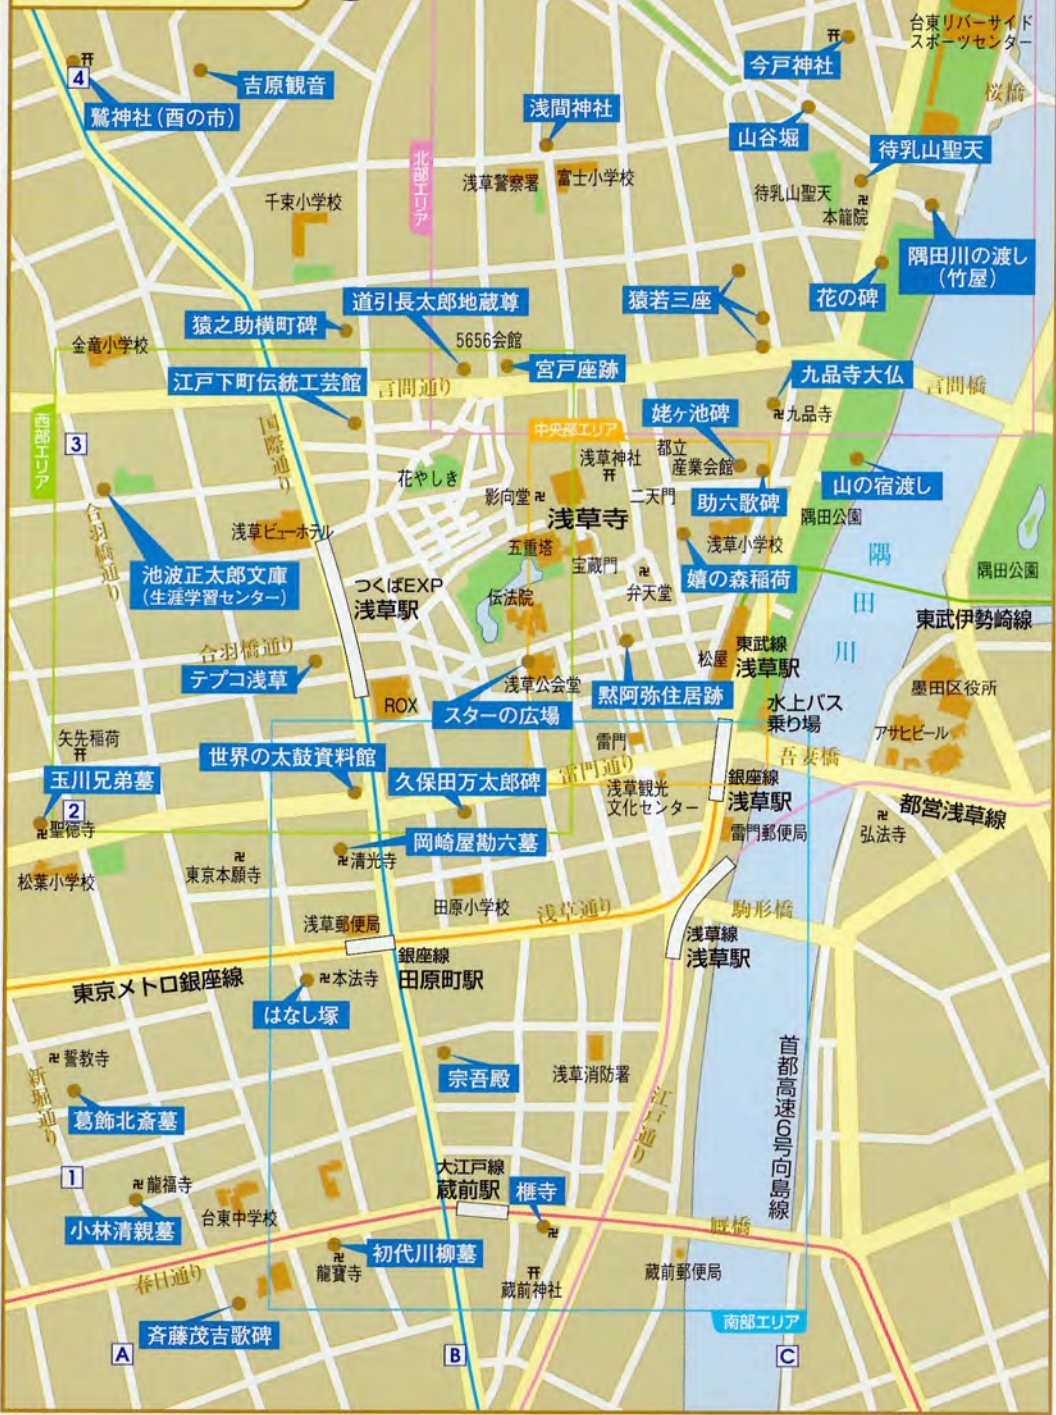 台東リバーサイド
スポーツセンター
今戸神社
桜橋
4
吉原観音
鷲神社(酉の市)
浅間神社
山谷堀
待乳山聖天
北部エリア
浅草警察署
富士小学校
千束小学校
待乳山聖天
本龍院
隅田川の渡し
(竹屋)
花の碑
猿若三座
道引長太郎地蔵尊
猿之助横町碑
5656会館
金竜小学校
宮戸座跡
江戸下町伝統工芸館
言問通り
九品寺大仏
言問橋
九品寺
姥ヶ池碑
西部エリア
3
国際通り
中央部エリア
浅草神社
都立
産業会館
花やしき
影向堂
二天門
助六歌碑
山の宿渡し
浅草寺
隅田公園
合羽橋通り
浅草ビューホテル
五重塔
宝蔵門
浅草小学校
池波正太郎文庫
(生涯学習センター)
つくばEXP
浅草駅
伝法院
弁天堂
嬉の森稲荷
隅田川
隅田公園
東武伊勢崎線
合羽橋通り
テプコ浅草
松屋
東武線
浅草駅
浅草公会堂
黙阿弥住居跡
墨田区役所
ROX
スターの広場
水上バス
乗り場
アサヒビール
矢先稲荷
世界の太鼓資料館
雷門
雷門通り
吾妻橋
玉川兄弟墓
久保田万太郎碑
浅草観光
文化センター
銀座線
浅草駅
都営浅草線
2
聖徳寺
岡崎屋勘六墓
雷門郵便局
弘法寺
松葉小学校
東京本願寺
清光寺
田原小学校
浅草通り
駒形橋
浅草郵便局
浅草線
浅草駅
東京メトロ銀座線
本法寺
銀座線
田原町駅
はなし塚
誓教寺
新堀通り
宗吾殿
浅草消防署
首都高速6号向島線
葛飾北斎墓
江戸通り
1
龍福寺
大江戸線
蔵前駅
榧寺
小林清親墓
台東中学校
厩橋
初代川柳墓
龍寶寺
春日通り
蔵前神社
蔵前郵便局
斉藤茂吉歌碑
南部エリア
A
B
C